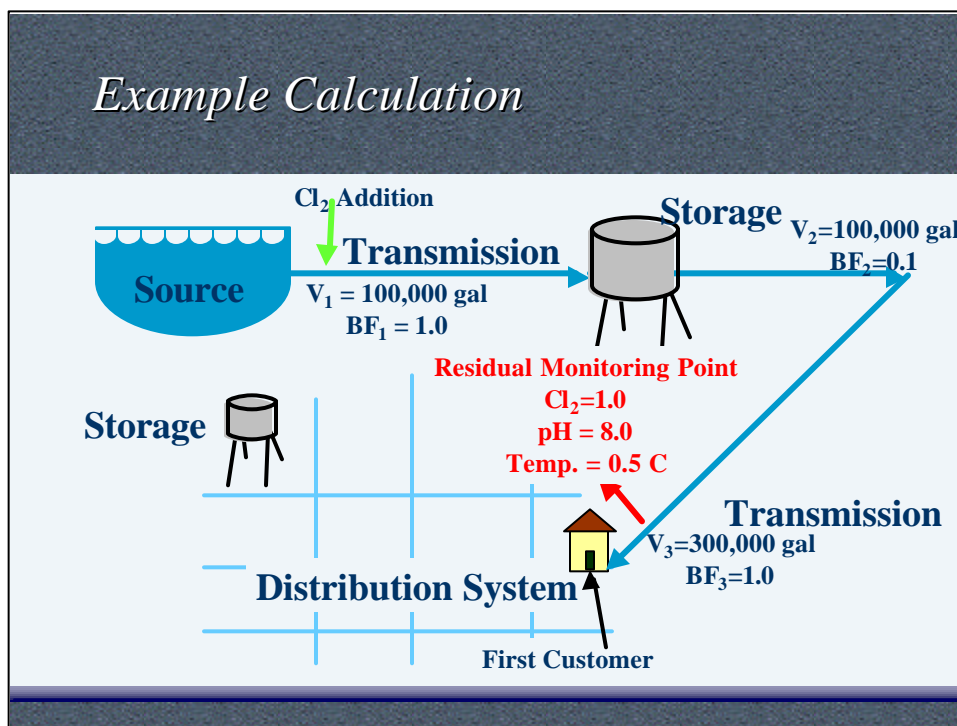 Example Calculation
Cl₂ Addition
Storage
V₂=100,000 gal
BF₂=0.1
Transmission
Source
V₁ = 100,000 gal
BF₁ = 1.0
Residual Monitoring Point
Cl₂=1.0
pH = 8.0
Temp. = 0.5 C
Storage
Transmission
V₃=300,000 gal
BF₃=1.0
Distribution System
First Customer